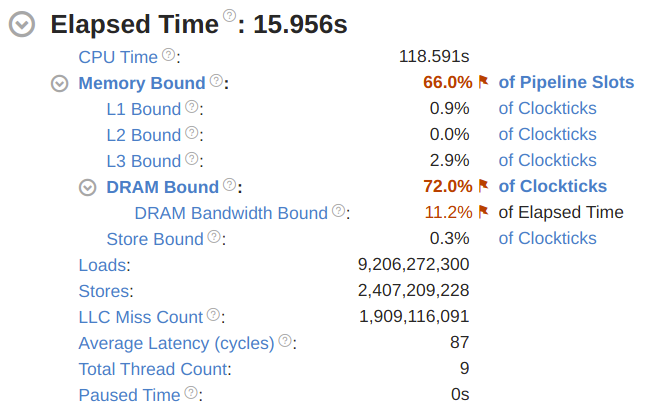 Elapsed Time ?: 15.956s
CPU Time ?: 118.591s
Memory Bound ?: 66.0% of Pipeline Slots
L1 Bound ?: 0.9% of Clockticks
L2 Bound ?: 0.0% of Clockticks
L3 Bound ?: 2.9% of Clockticks
DRAM Bound ?: 72.0% of Clockticks
DRAM Bandwidth Bound ?: 11.2% of Elapsed Time
Store Bound ?: 0.3% of Clockticks
Loads: 9,206,272,300
Stores: 2,407,209,228
LLC Miss Count ?: 1,909,116,091
Average Latency (cycles) ?: 87
Total Thread Count: 9
Paused Time ?: 0s